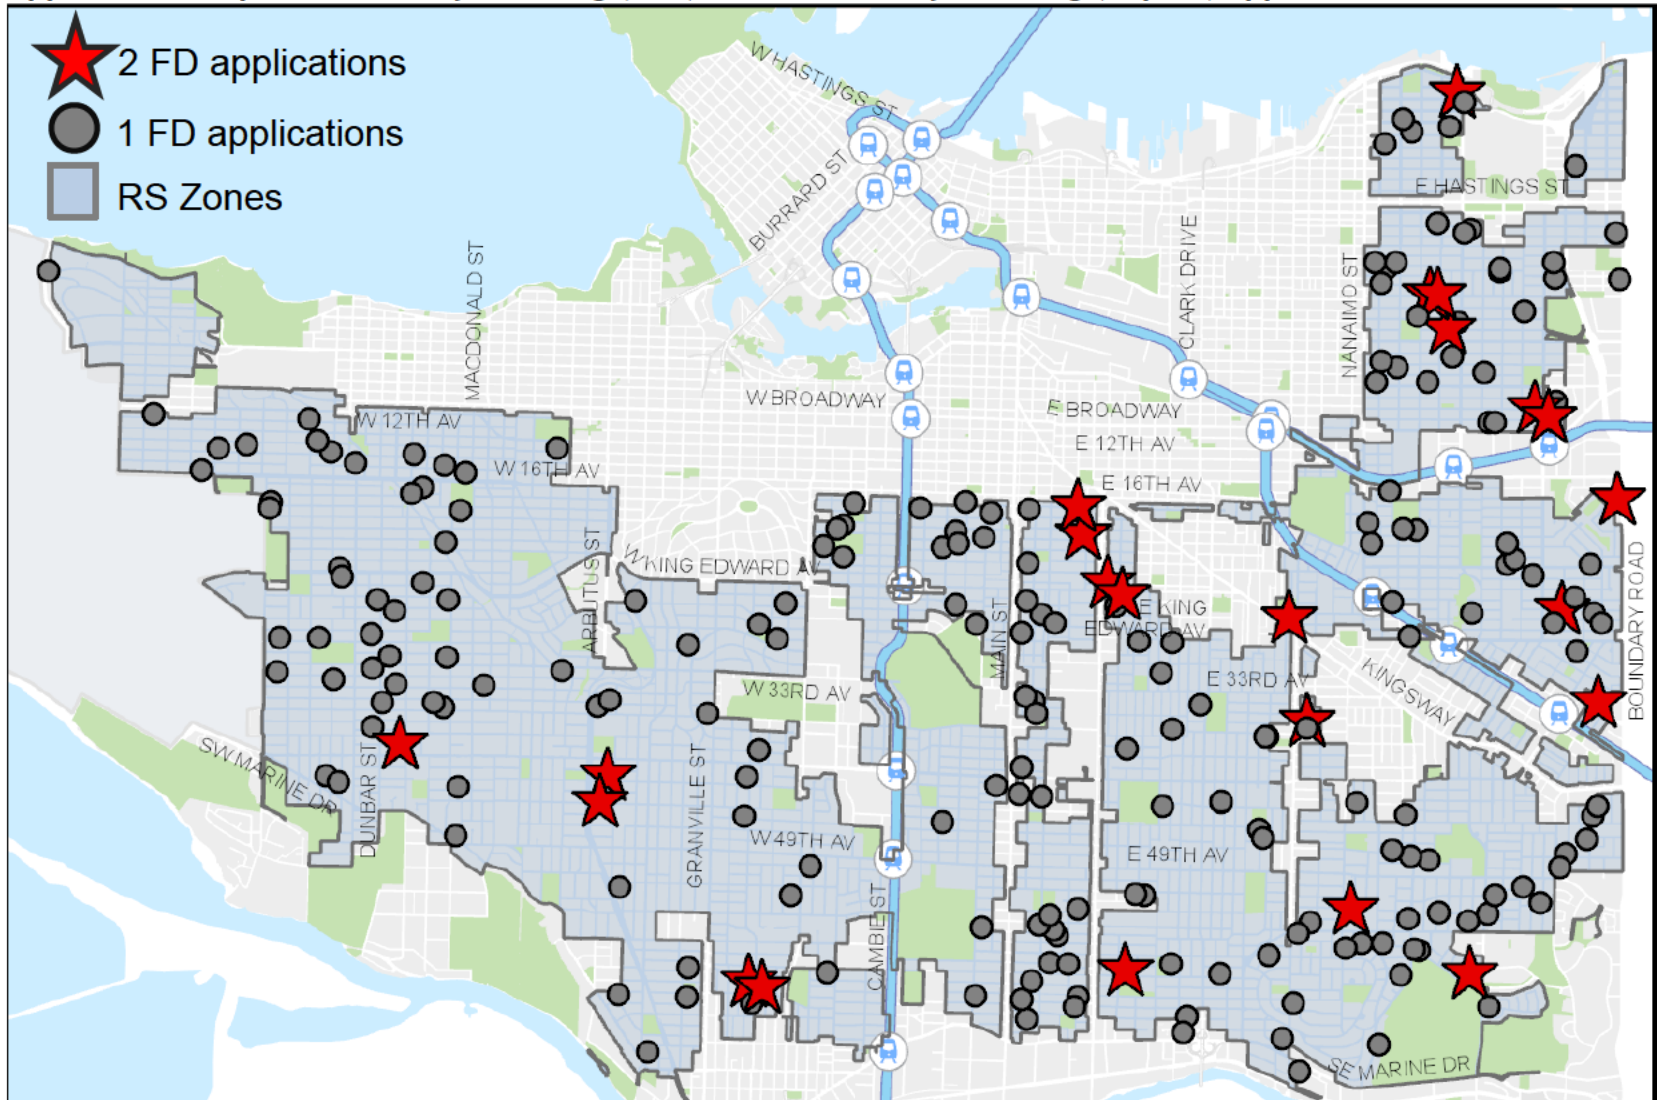 2 FD applications
1 FD applications
RS Zones
W HASTINGS ST
BURRARD ST
E HASTINGS ST
CLARK DRIVE
NANAIMO ST
MACDONALD ST
W BROADWAY
E BROADWAY
W 12TH AV
E 12TH AV
W 16TH AV
E 16TH AV
ARBUTUS ST
W KING EDWARD AV
E KING
EDWARD AV
MAIN ST
BOUNDARY ROAD
W 33RD AV
E 33RD AV
KINGSWAY
SW MARINE DR
DUNBAR ST
GRANVILLE ST
W 49TH AV
E 49TH AV
CAMBIE ST
SE MARINE DR